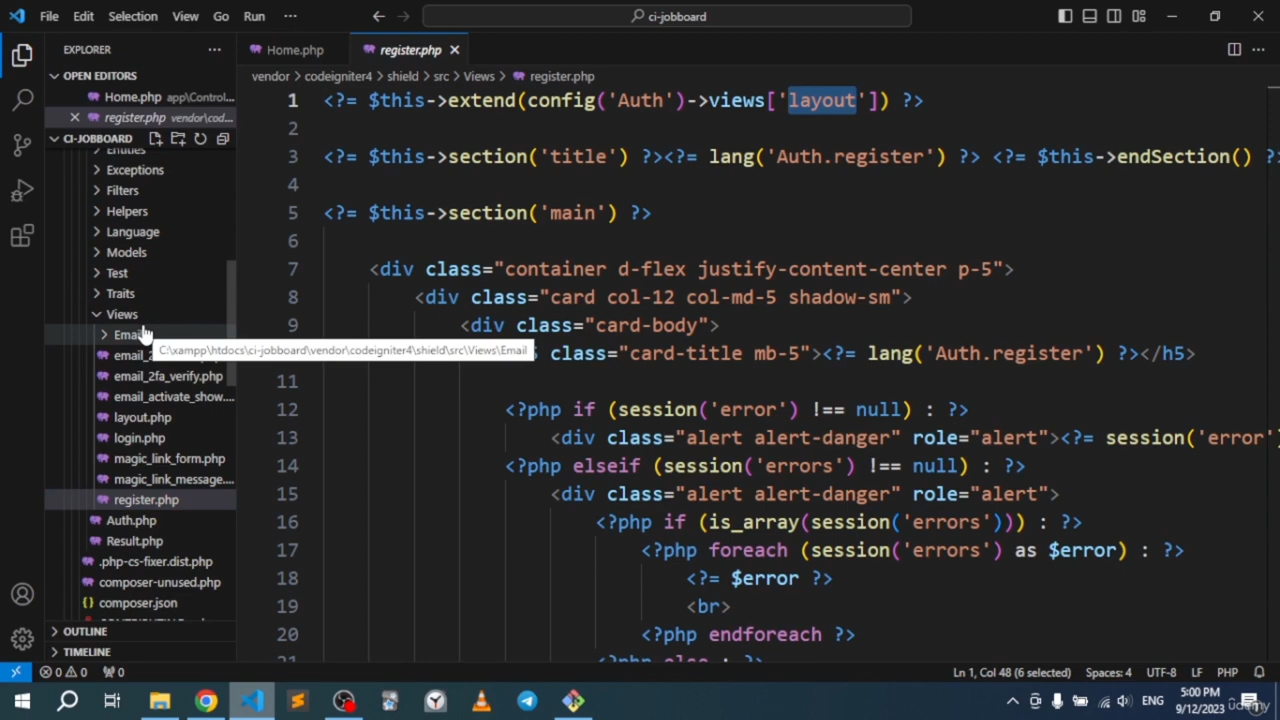 File Edit Selection View Go Run ··· ci-jobboard
EXPLORER ··· Home.php register.php
OPEN EDITORS
vendor > codeigniter4 > shield > src > Views > register.php
Home.php app\Control...
register.php vendor\cod...
CI-JOBBOARD
Entities
Exceptions
Filters
Helpers
Language
Models
Test
Traits
Views
Email
C:\xampp\htdocs\ci-jobboard\vendor\codeigniter4\shield\src\Views\Email
email_2fa_verify.php
email_activate_show....
layout.php
login.php
magic_link_form.php
magic_link_message....
register.php
Auth.php
Result.php
.php-cs-fixer.dist.php
composer-unused.php
composer.json
OUTLINE
TIMELINE
1 <?= $this->extend(config('Auth')->views['layout']) ?>
2
3 <?= $this->section('title') ?><?= lang('Auth.register') ?> <?= $this->endSection() ?>
4
5 <?= $this->section('main') ?>
6
7 <div class="container d-flex justify-content-center p-5">
8 <div class="card col-12 col-md-5 shadow-sm">
9 <div class="card-body">
class="card-title mb-5"><?= lang('Auth.register') ?></h5>
11
12 <?php if (session('error') !== null) : ?>
13 <div class="alert alert-danger" role="alert"><?= session('error')
14 <?php elseif (session('errors') !== null) : ?>
15 <div class="alert alert-danger" role="alert">
16 <?php if (is_array(session('errors'))) : ?>
17 <?php foreach (session('errors') as $error) : ?>
18 <?= $error ?>
19 <br>
20 <?php endforeach ?>
21 <?php else : ?>
0 0 0 Ln 1, Col 48 (6 selected) Spaces: 4 UTF-8 LF PHP
ENG 5:00 PM
9/12/2023
udemy